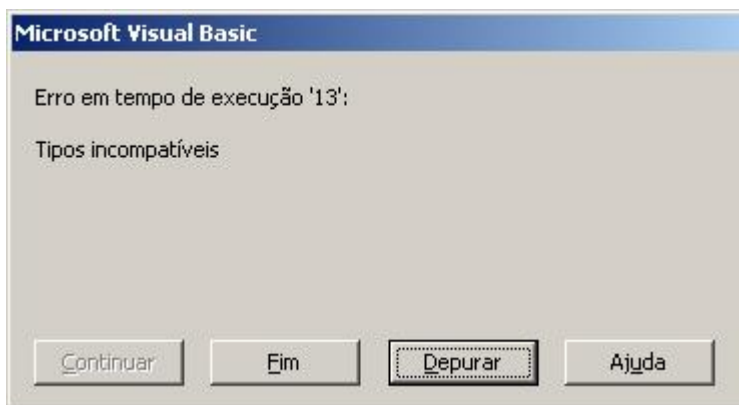 Microsoft Visual Basic
Erro em tempo de execução '13':
Tipos incompatíveis
Continuar Fim Depurar Ajuda